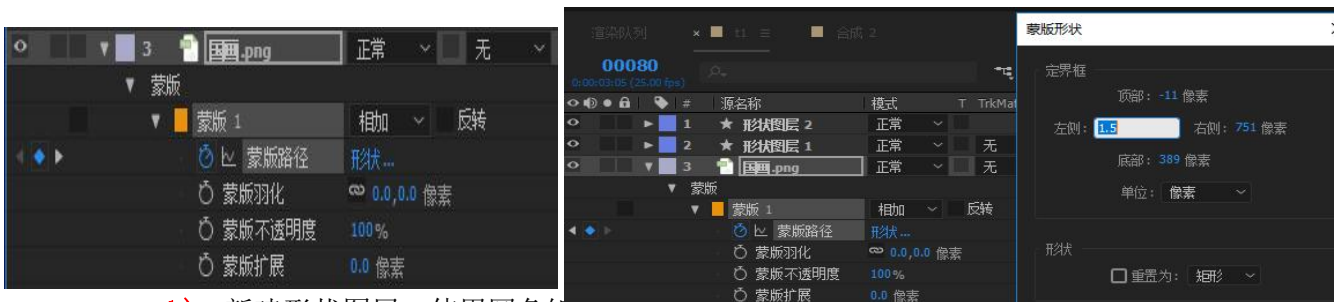 3 国画.png 正常 无
蒙版
蒙版 1 相加 反转
蒙版路径 形状...
蒙版羽化 0.0,0.0 像素
蒙版不透明度 100%
蒙版扩展 0.0 像素
渲染队列 × t1 合成 2
00080
0:00:03:05 (25.00 fps)
# 源名称 模式 T TrkMat
1 ★ 形状图层 2 正常
2 ★ 形状图层 1 正常 无
3 国画.png 正常 无
蒙版
蒙版 1 相加 反转
蒙版路径 形状...
蒙版羽化 0.0,0.0 像素
蒙版不透明度 100%
蒙版扩展 0.0 像素
蒙版形状
定界框
顶部: -11 像素
左侧: 1.5 右侧: 751 像素
底部: 389 像素
单位: 像素
形状
重置为: 矩形